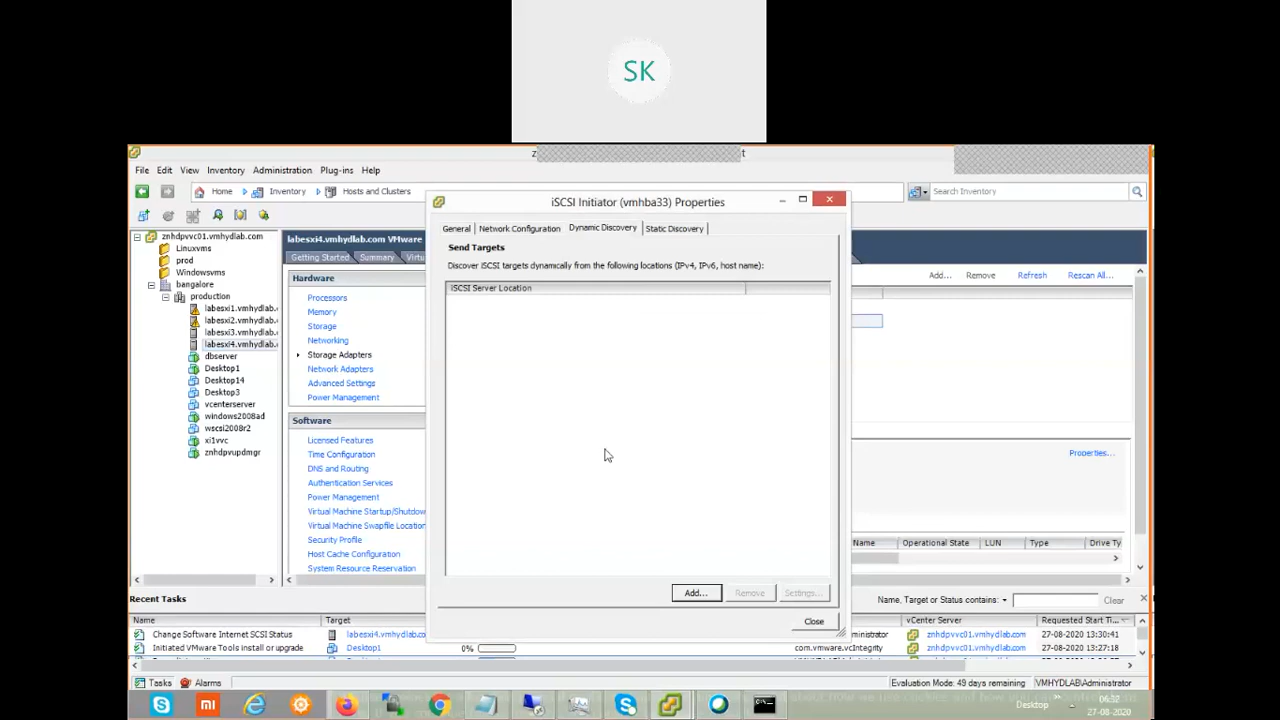 SK
z t
File Edit View Inventory Administration Plug-ins Help
Home Inventory Hosts and Clusters
Search Inventory
iSCSI Initiator (vmhba33) Properties
General Network Configuration Dynamic Discovery Static Discovery
Send Targets
Discover iSCSI targets dynamically from the following locations (IPv4, IPv6, host name):
iSCSI Server Location
Add... Remove Settings...
Close
znhdpvvc01.vmhydlab.com
Linuxvms
prod
Windowsvms
bangalore
production
labesxi1.vmhydlab.
labesxi2.vmhydlab.
labesxi3.vmhydlab.
labesxi4.vmhydlab.
dbserver
Desktop1
Desktop14
Desktop3
vcenterserver
windows2008ad
wscsi2008r2
xi1vvc
znhdpvupdmgr
labesxi4.vmhydlab.com VMware
Getting Started Summary Virtu
Hardware
Processors
Memory
Storage
Networking
Storage Adapters
Network Adapters
Advanced Settings
Power Management
Software
Licensed Features
Time Configuration
DNS and Routing
Authentication Services
Power Management
Virtual Machine Startup/Shutdow
Virtual Machine Swapfile Location
Security Profile
Host Cache Configuration
System Resource Reservation
Add... Remove Refresh Rescan All...
Properties...
Name Operational State LUN Type Drive Ty
Recent Tasks
Name, Target or Status contains: Clear
Name Target vCenter Server Requested Start Ti...
Change Software Internet SCSI Status labesxi4.vmhydlab.c ministrator znhdpvvc01.vmhydlab.com 27-08-2020 13:30:41
Initiated VMware Tools install or upgrade Desktop1 0% com.vmware.vcIntegrity znhdpvvc01.vmhydlab.com 27-08-2020 13:27:18
Tasks Alarms
Evaluation Mode: 49 days remaining VMHYDLAB\Administrator
Desktop
06:32
27-08-2020